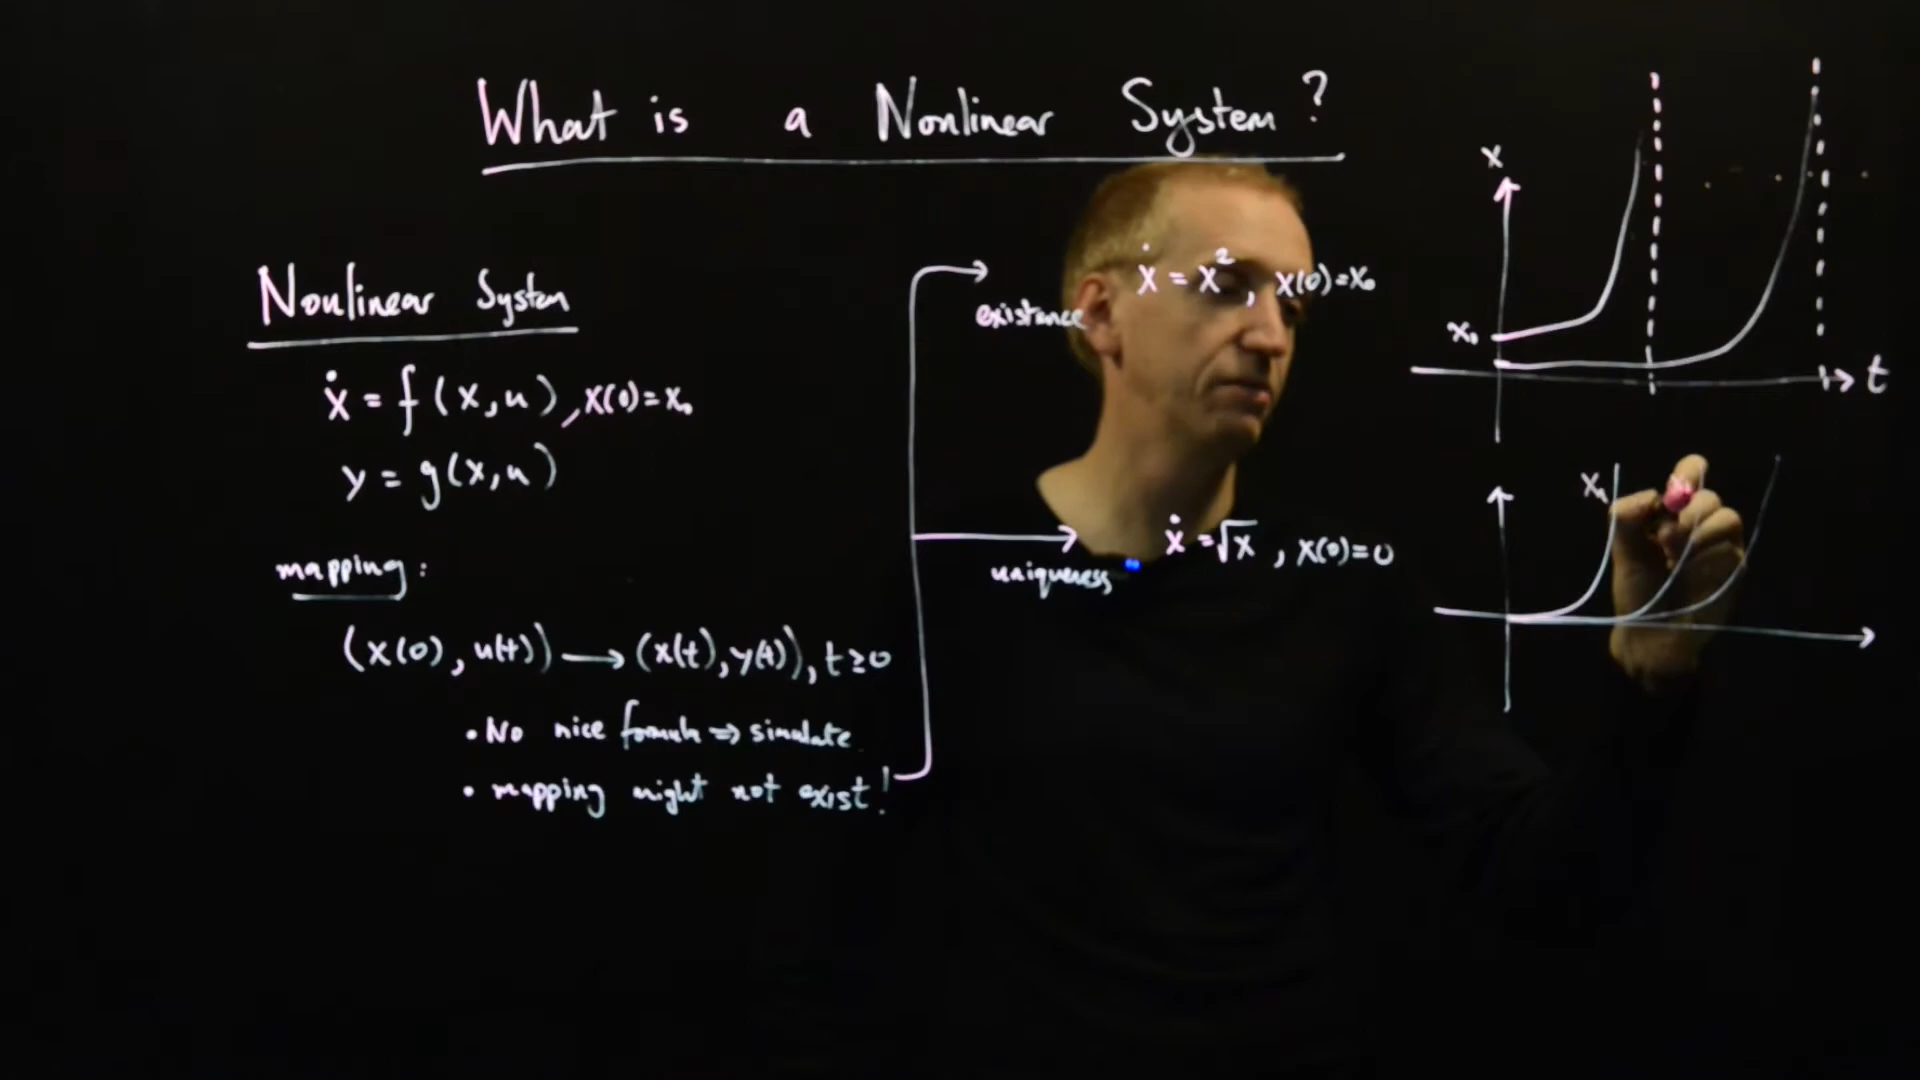 What is a Nonlinear System?
Nonlinear System
ẋ = f(x,u), x(0)=x₀
y = g(x,u)
mapping:
(x(0), u(t)) → (x(t), y(t)), t≥0
• No nice formula ⇒ simulate
• mapping might not exist!
existance
ẋ = x², x(0)=x₀
uniqueness
ẋ = √x, x(0)=0
x
x₀
t